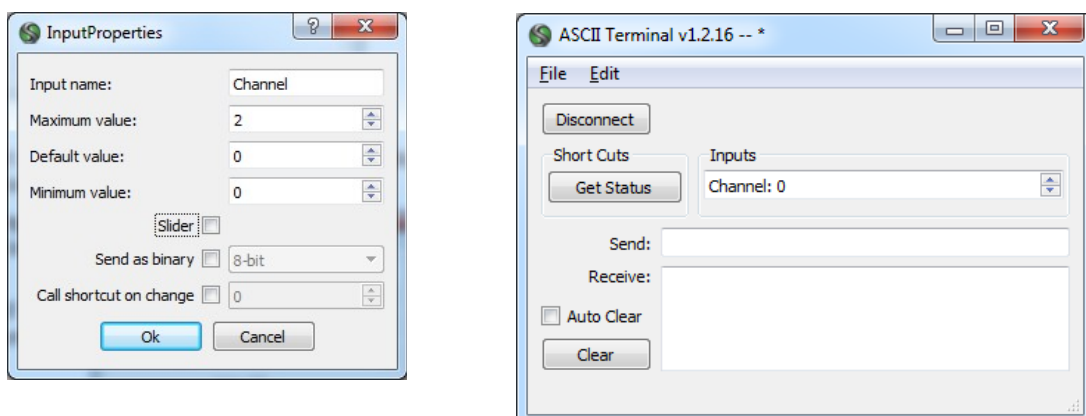 InputProperties
Input name: Channel
Maximum value: 2
Default value: 0
Minimum value: 0
Slider
Send as binary 8-bit
Call shortcut on change 0
Ok Cancel
ASCII Terminal v1.2.16 -- *
File Edit
Disconnect
Short Cuts Inputs
Get Status Channel: 0
Send:
Receive:
Auto Clear
Clear